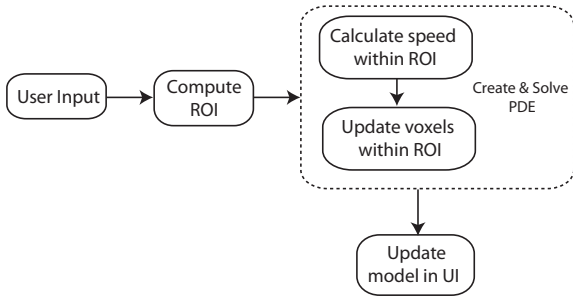 User Input
Compute
ROI
Calculate speed
within ROI
Update voxels
within ROI
Create & Solve
PDE
Update
model in UI